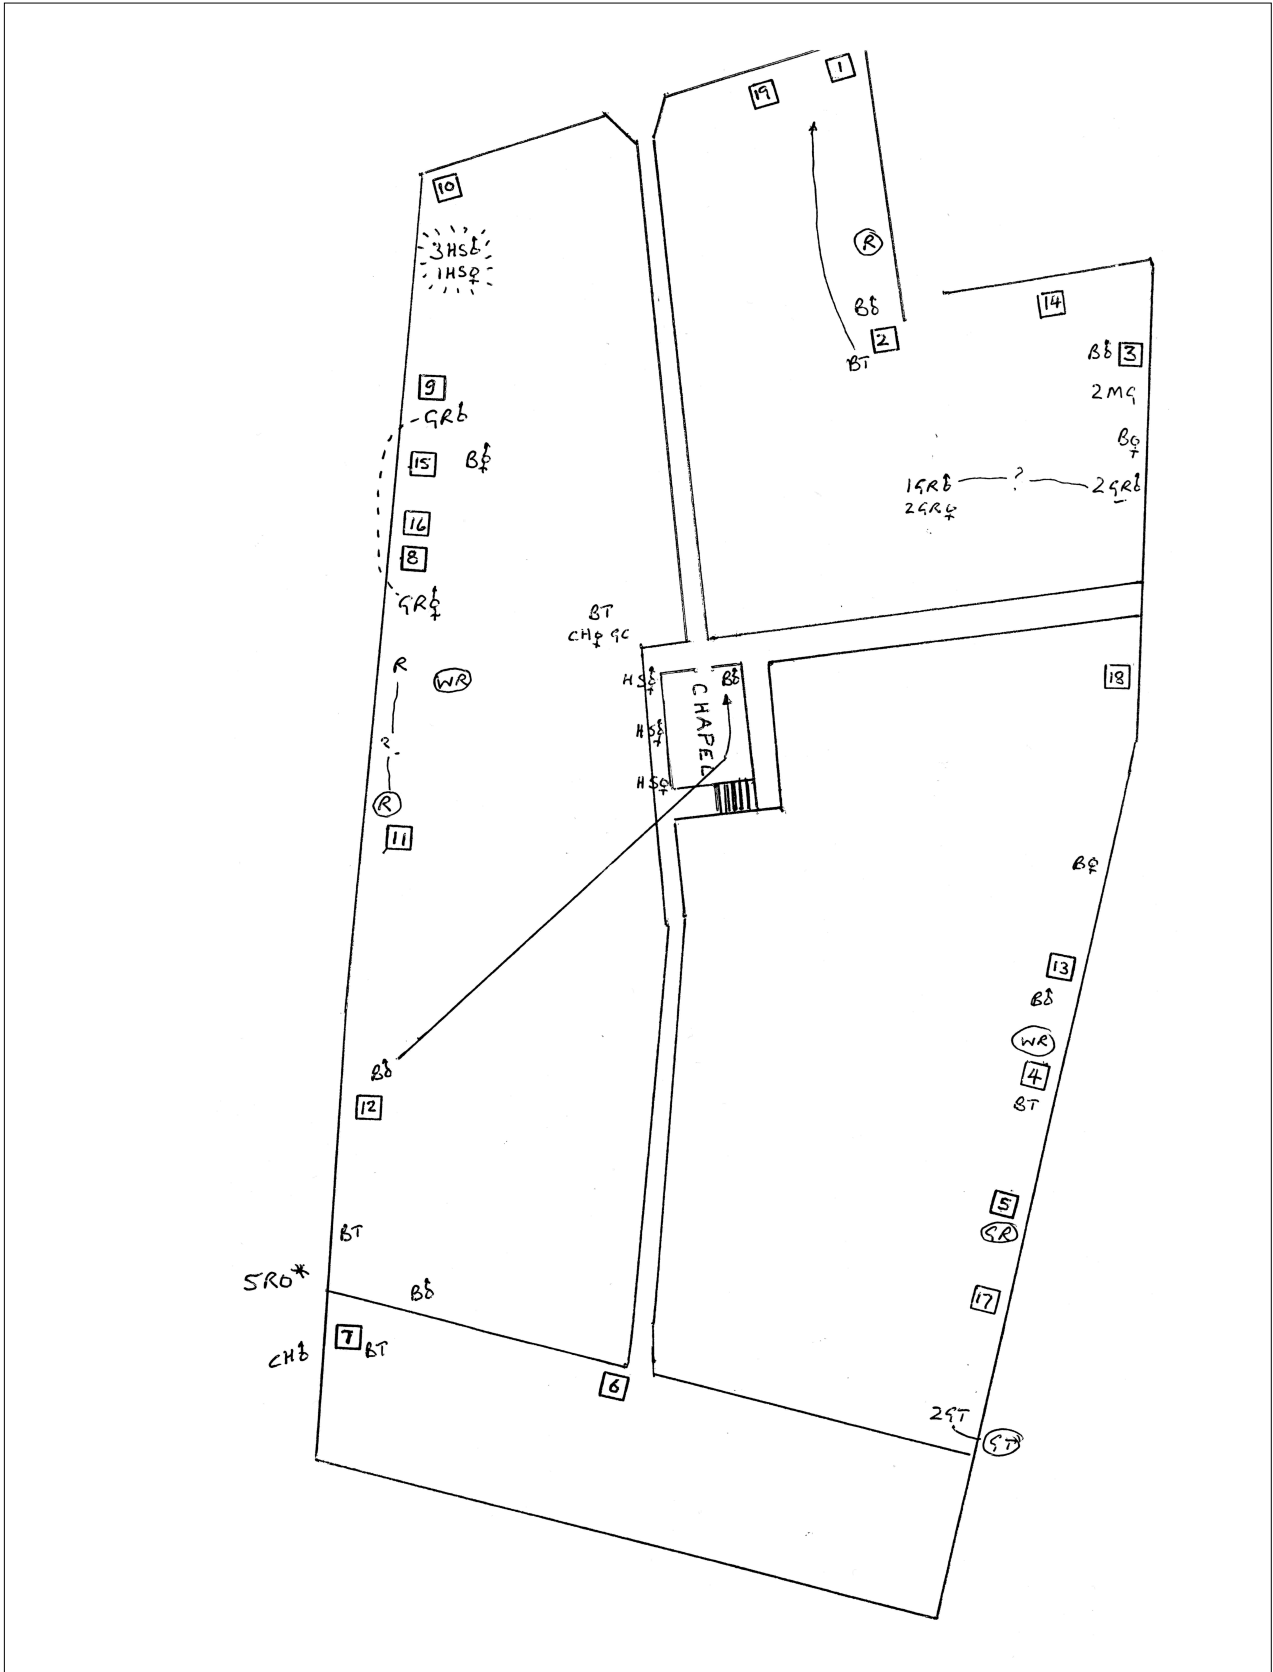 1
19
10
R
3HS♂
1HS♀
B♂
14
2
B♂ 3
BT
2MG
9
GR♂
B♀
15 B⚥
1GR♂ ? 2GR♂
2GR♀
16
8
GR⚥
BT
CH♀ GC
R
WR
HS⚥
B♂
18
CHAPEL
HS⚥
?
HS♀
R
11
B♀
13
B♂
WR
B♂
4
12
BT
5
BT
GR
5RO*
B♂
17
7 BT
CH♂
6
2GT
GT